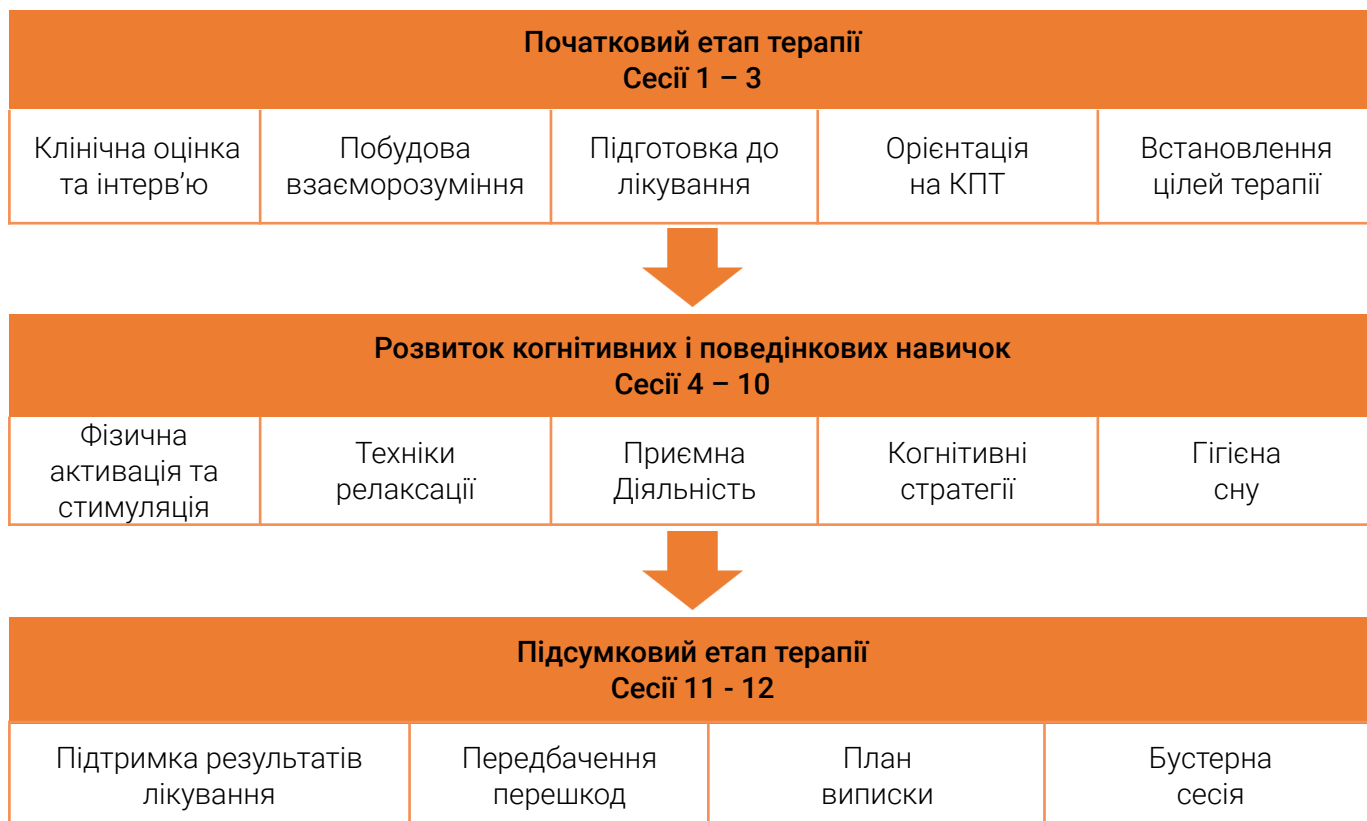 Початковий етап терапії
Сесії 1 – 3
Клінічна оцінка
та інтерв’ю
Побудова
взаєморозуміння
Підготовка до
лікування
Орієнтація
на КПТ
Встановлення
цілей терапії
Розвиток когнітивних і поведінкових навичок
Сесії 4 – 10
Фізична
активація та
стимуляція
Техніки
релаксації
Приємна
Діяльність
Когнітивні
стратегії
Гігієна
сну
Підсумковий етап терапії
Сесії 11 - 12
Підтримка результатів
лікування
Передбачення
перешкод
План
виписки
Бустерна
сесія